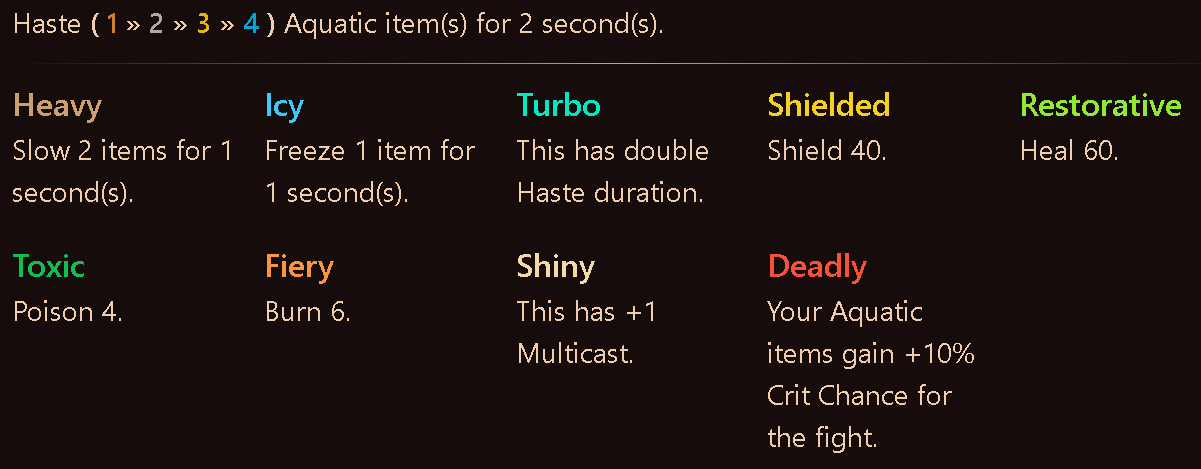 Haste ( 1 » 2 » 3 » 4 ) Aquatic item(s) for 2 second(s).
Heavy
Slow 2 items for 1
second(s).
Icy
Freeze 1 item for
1 second(s).
Turbo
This has double
Haste duration.
Shielded
Shield 40.
Restorative
Heal 60.
Toxic
Poison 4.
Fiery
Burn 6.
Shiny
This has +1
Multicast.
Deadly
Your Aquatic
items gain +10%
Crit Chance for
the fight.